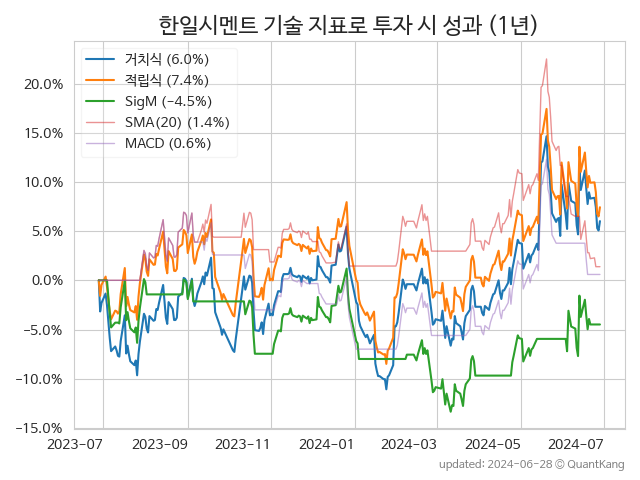 한일시멘트 기술 지표로 투자 시 성과 (1년)
거치식 (6.0%)
적립식 (7.4%)
SigM (−4.5%)
SMA(20) (1.4%)
MACD (0.6%)
20.0%
15.0%
10.0%
5.0%
0.0%
−5.0%
−10.0%
−15.0%
2023-07
2023-09
2023-11
2024-01
2024-03
2024-05
2024-07
updated: 2024-06-28 © QuantKang